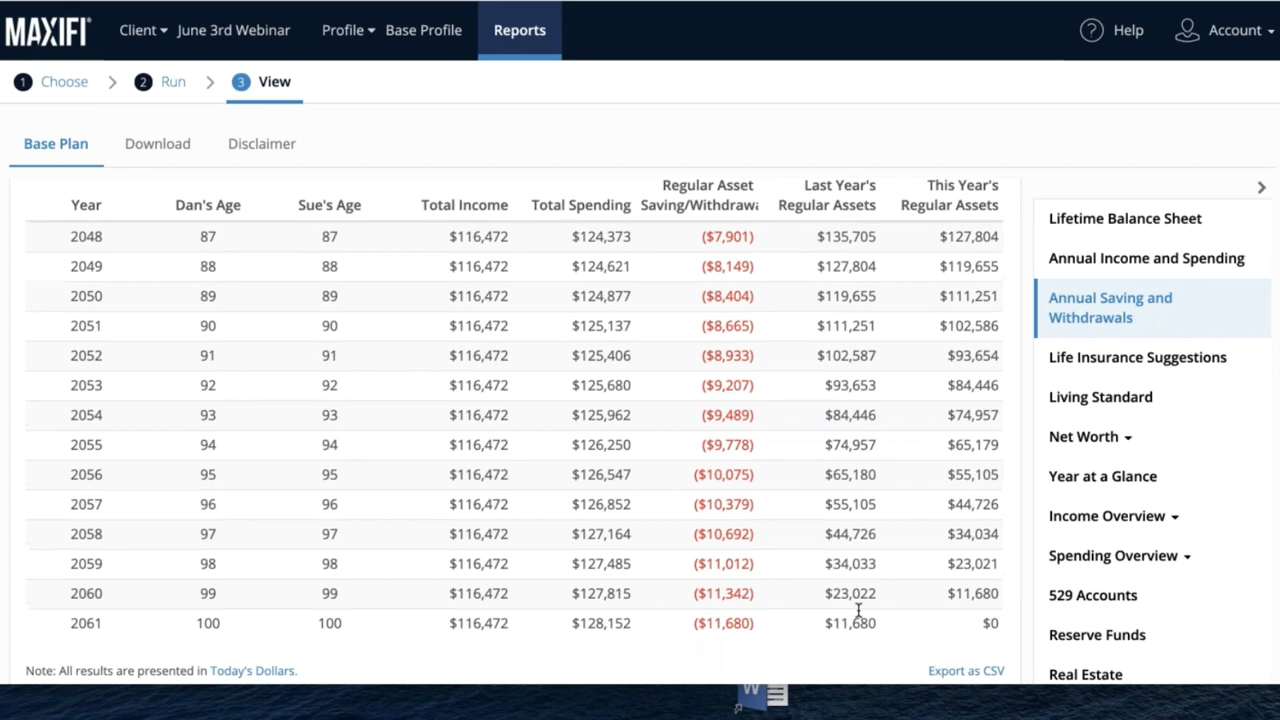 MAXIFI® Client June 3rd Webinar Profile Base Profile Reports ? Help Account
1 Choose 2 Run 3 View
Base Plan Download Disclaimer
Regular Asset Last Year's This Year's
Year Dan's Age Sue's Age Total Income Total Spending Saving/Withdrawa Regular Assets Regular Assets
2048 87 87 $116,472 $124,373 ($7,901) $135,705 $127,804
2049 88 88 $116,472 $124,621 ($8,149) $127,804 $119,655
2050 89 89 $116,472 $124,877 ($8,404) $119,655 $111,251
2051 90 90 $116,472 $125,137 ($8,665) $111,251 $102,586
2052 91 91 $116,472 $125,406 ($8,933) $102,587 $93,654
2053 92 92 $116,472 $125,680 ($9,207) $93,653 $84,446
2054 93 93 $116,472 $125,962 ($9,489) $84,446 $74,957
2055 94 94 $116,472 $126,250 ($9,778) $74,957 $65,179
2056 95 95 $116,472 $126,547 ($10,075) $65,180 $55,105
2057 96 96 $116,472 $126,852 ($10,379) $55,105 $44,726
2058 97 97 $116,472 $127,164 ($10,692) $44,726 $34,034
2059 98 98 $116,472 $127,485 ($11,012) $34,033 $23,021
2060 99 99 $116,472 $127,815 ($11,342) $23,022 $11,680
2061 100 100 $116,472 $128,152 ($11,680) $11,680 $0
Note: All results are presented in Today's Dollars. Export as CSV
Lifetime Balance Sheet
Annual Income and Spending
Annual Saving and
Withdrawals
Life Insurance Suggestions
Living Standard
Net Worth
Year at a Glance
Income Overview
Spending Overview
529 Accounts
Reserve Funds
Real Estate
W